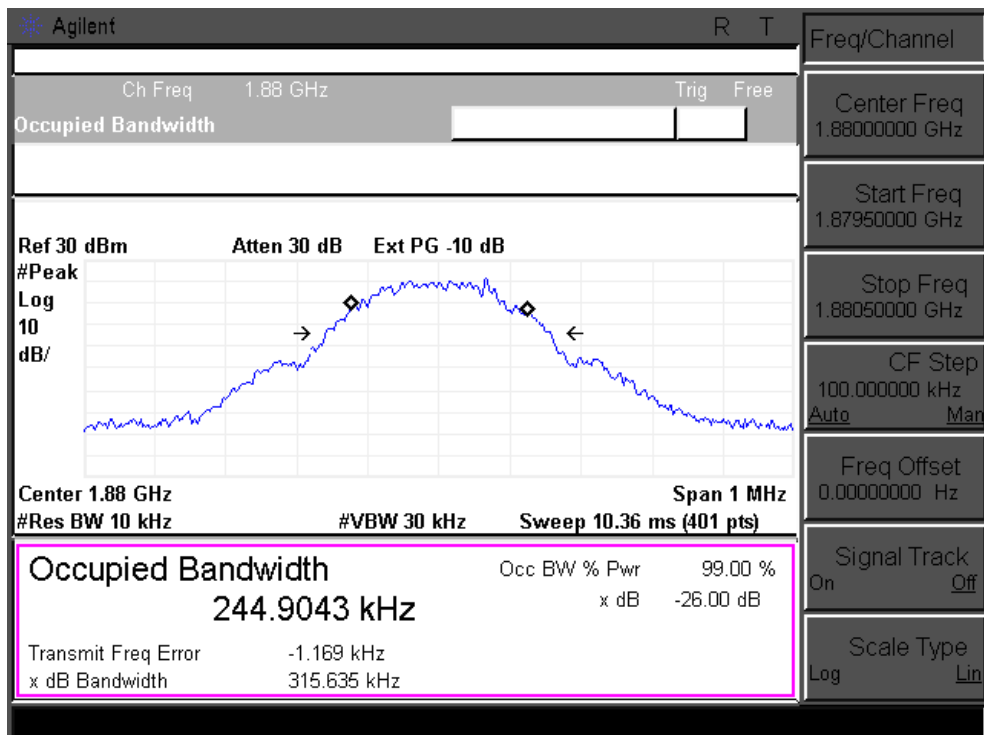 Agilent R T
Ch Freq 1.88 GHz Trig Free
Occupied Bandwidth
Ref 30 dBm Atten 30 dB Ext PG -10 dB
#Peak
Log
10
dB/
Center 1.88 GHz Span 1 MHz
#Res BW 10 kHz #VBW 30 kHz Sweep 10.36 ms (401 pts)
Occupied Bandwidth Occ BW % Pwr 99.00 %
244.9043 kHz x dB -26.00 dB
Transmit Freq Error -1.169 kHz
x dB Bandwidth 315.635 kHz
Freq/Channel
Center Freq
1.88000000 GHz
Start Freq
1.87950000 GHz
Stop Freq
1.88050000 GHz
CF Step
100.000000 kHz
Auto Man
Freq Offset
0.00000000 Hz
Signal Track
On Off
Scale Type
Log Lin